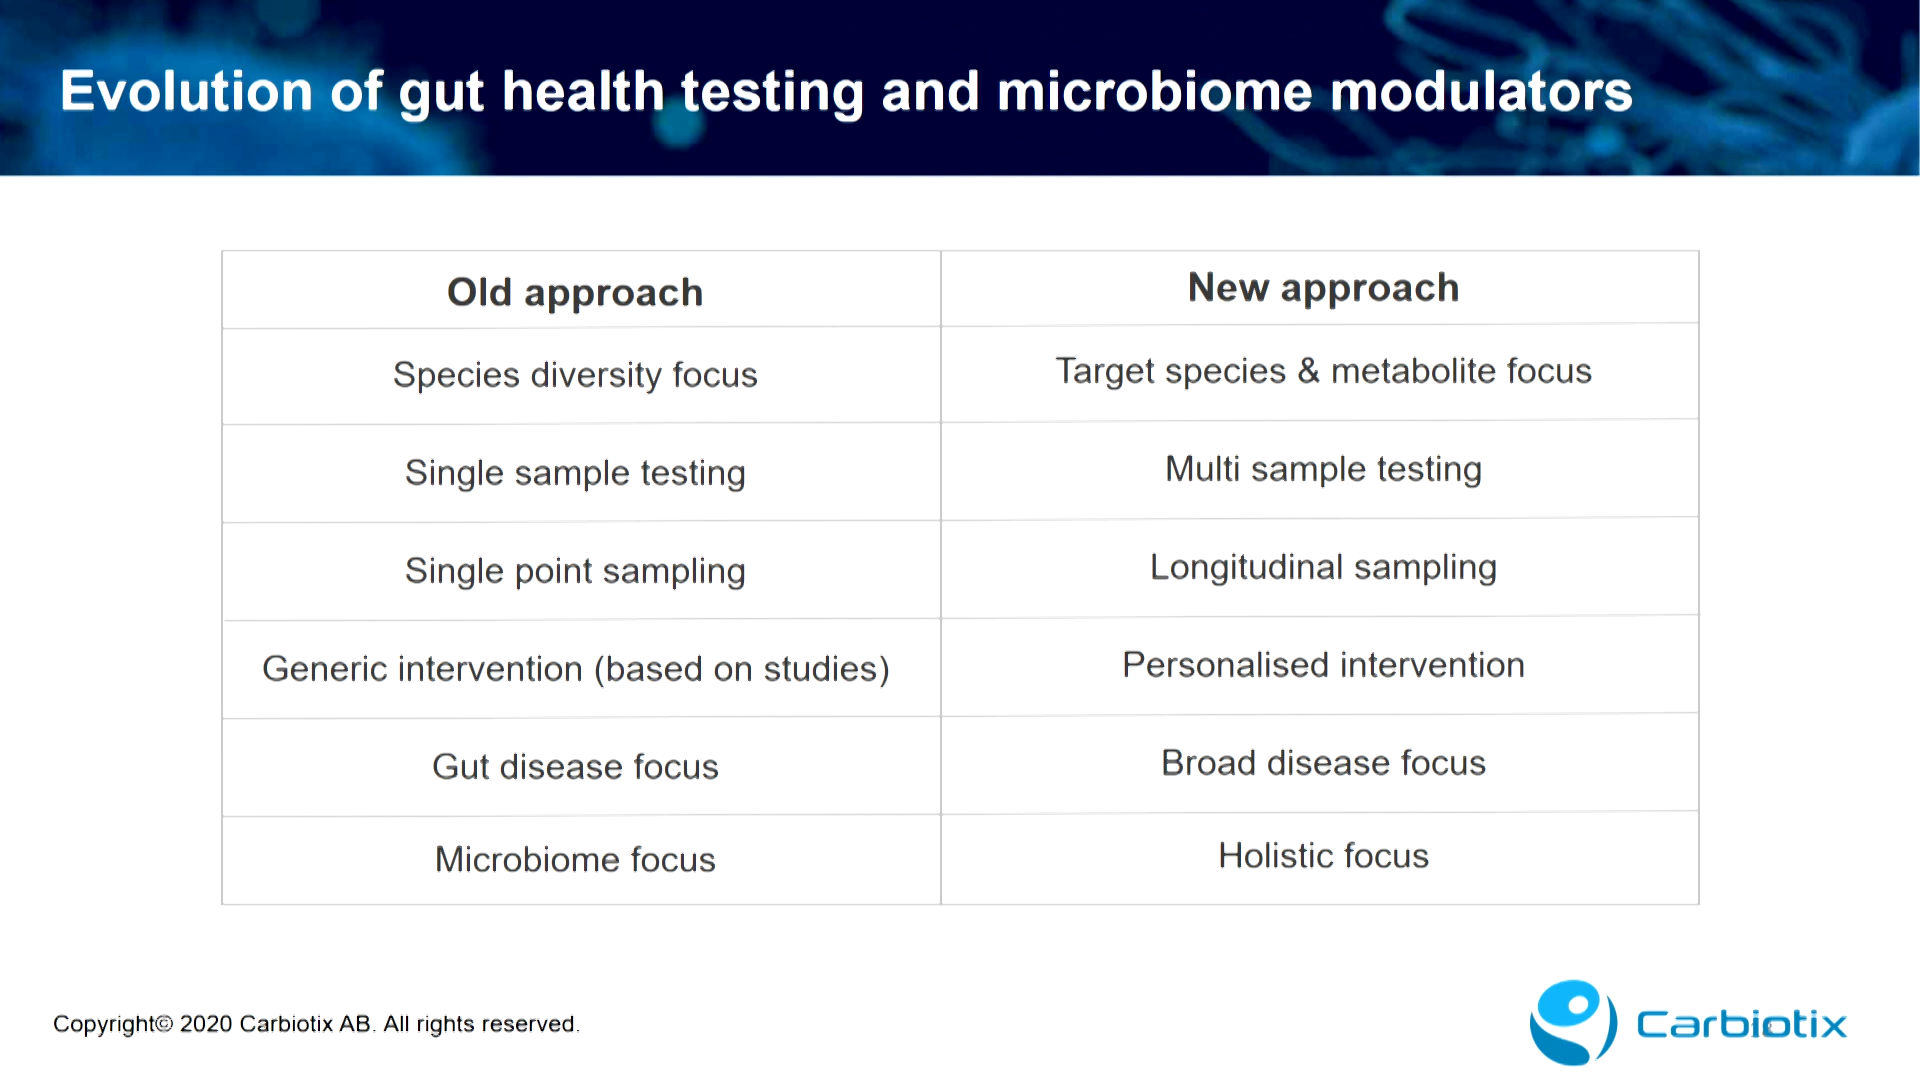 Evolution of gut health testing and microbiome modulators
Old approach
New approach
Species diversity focus
Target species & metabolite focus
Single sample testing
Multi sample testing
Single point sampling
Longitudinal sampling
Generic intervention (based on studies)
Personalised intervention
Gut disease focus
Broad disease focus
Microbiome focus
Holistic focus
Copyright© 2020 Carbiotix AB. All rights reserved.
Carbiotix